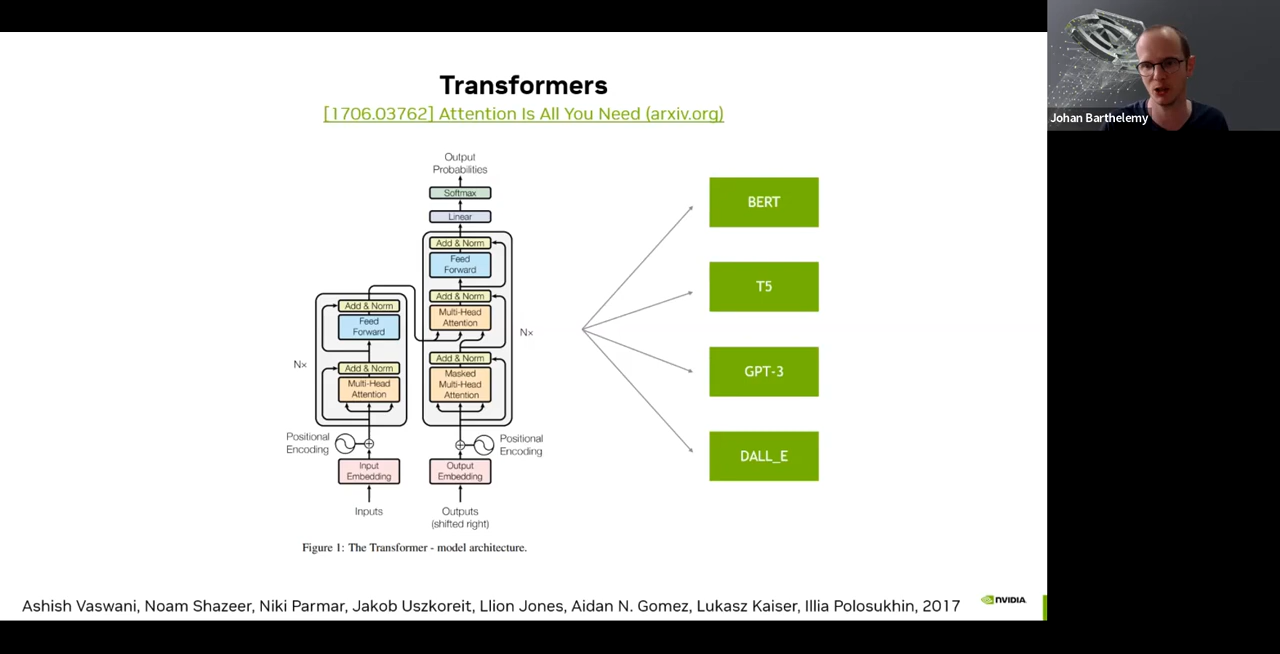 Transformers
[1706.03762] Attention Is All You Need (arxiv.org)
Johan Barthelemy
Output
Probabilities
Softmax
Linear
Add & Norm
Feed
Forward
Add & Norm
Multi-Head
Attention
Add & Norm
Masked
Multi-Head
Attention
Nx
Positional
Encoding
Output
Embedding
Outputs
(shifted right)
Add & Norm
Feed
Forward
Add & Norm
Multi-Head
Attention
N×
Positional
Encoding
Input
Embedding
Inputs
BERT
T5
GPT-3
DALL_E
Figure 1: The Transformer - model architecture.
Ashish Vaswani, Noam Shazeer, Niki Parmar, Jakob Uszkoreit, Llion Jones, Aidan N. Gomez, Lukasz Kaiser, Illia Polosukhin, 2017
NVIDIA